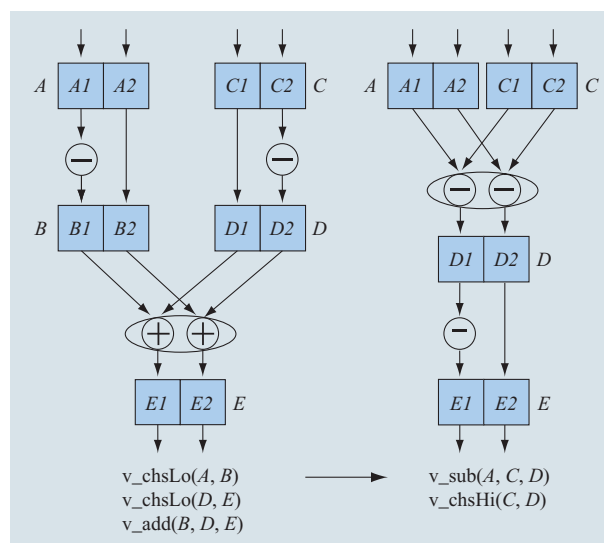 A A1 A2 C1 C2 C
−
−
B B1 B2 D1 D2 D
+ +
E1 E2 E
v_chsLo(A, B)
v_chsLo(D, E)
v_add(B, D, E)
A A1 A2 C1 C2 C
− −
D1 D2 D
-
E1 E2 E
v_sub(A, C, D)
v_chsHi(C, D)